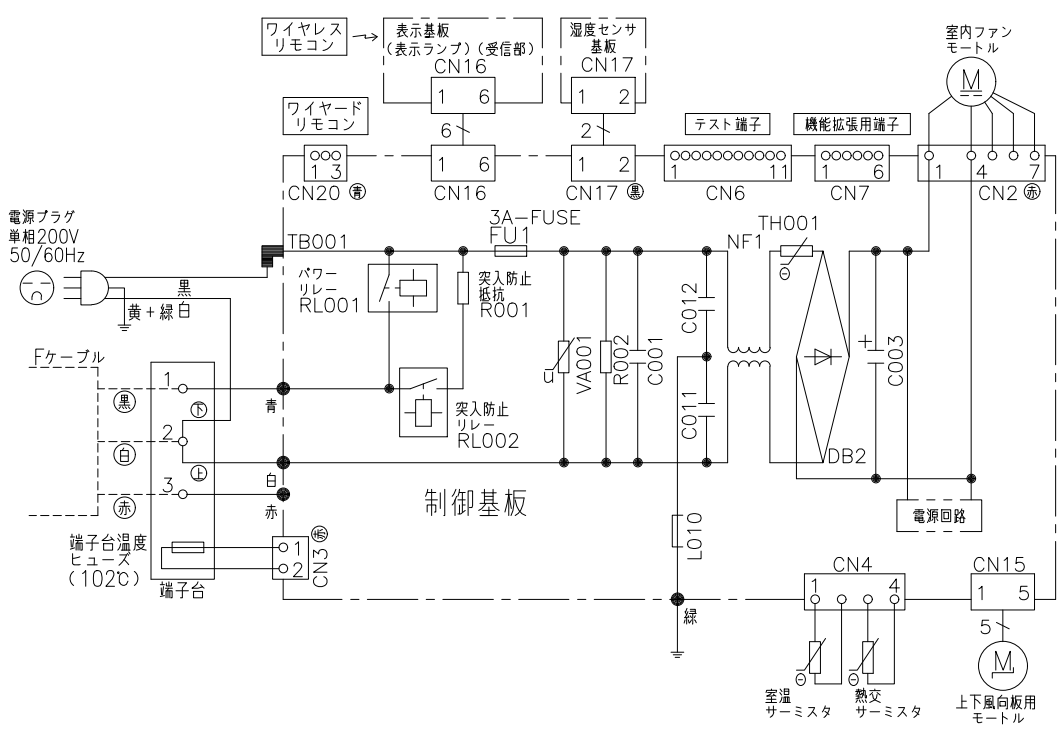 ワイヤレス
リモコン
表示基板
(表示ランプ)(受信部)
CN16
1 6
湿度センサ
基板
CN17
1 2
室内ファン
モートル
M
ワイヤード
リモコン
6
2
テスト端子
機能拡張用端子
1 3
CN20 青
1 6
CN16
1 2
CN17 黒
1 11
CN6
1 6
CN7
1 4 7
CN2 赤
電源プラグ
単相200V
50/60Hz
TB001
3A-FUSE
FU1
NF1
TH001
黒
白
黄+緑
パワー
リレー
RL001
突入防止
抵抗
R001
C012
Fケーブル
黒
白
赤
1
2
3
下
上
青
白
赤
突入防止
リレー
RL002
u
VA001
R002
C001
C011
+
C003
DB2
制御基板
電源回路
端子台温度
ヒューズ
(102℃)
端子台
1
2
CN3 赤
L010
緑
CN4
1 4
CN15
1 5
5
M
室温
サーミスタ
熱交
サーミスタ
上下風向板用
モートル